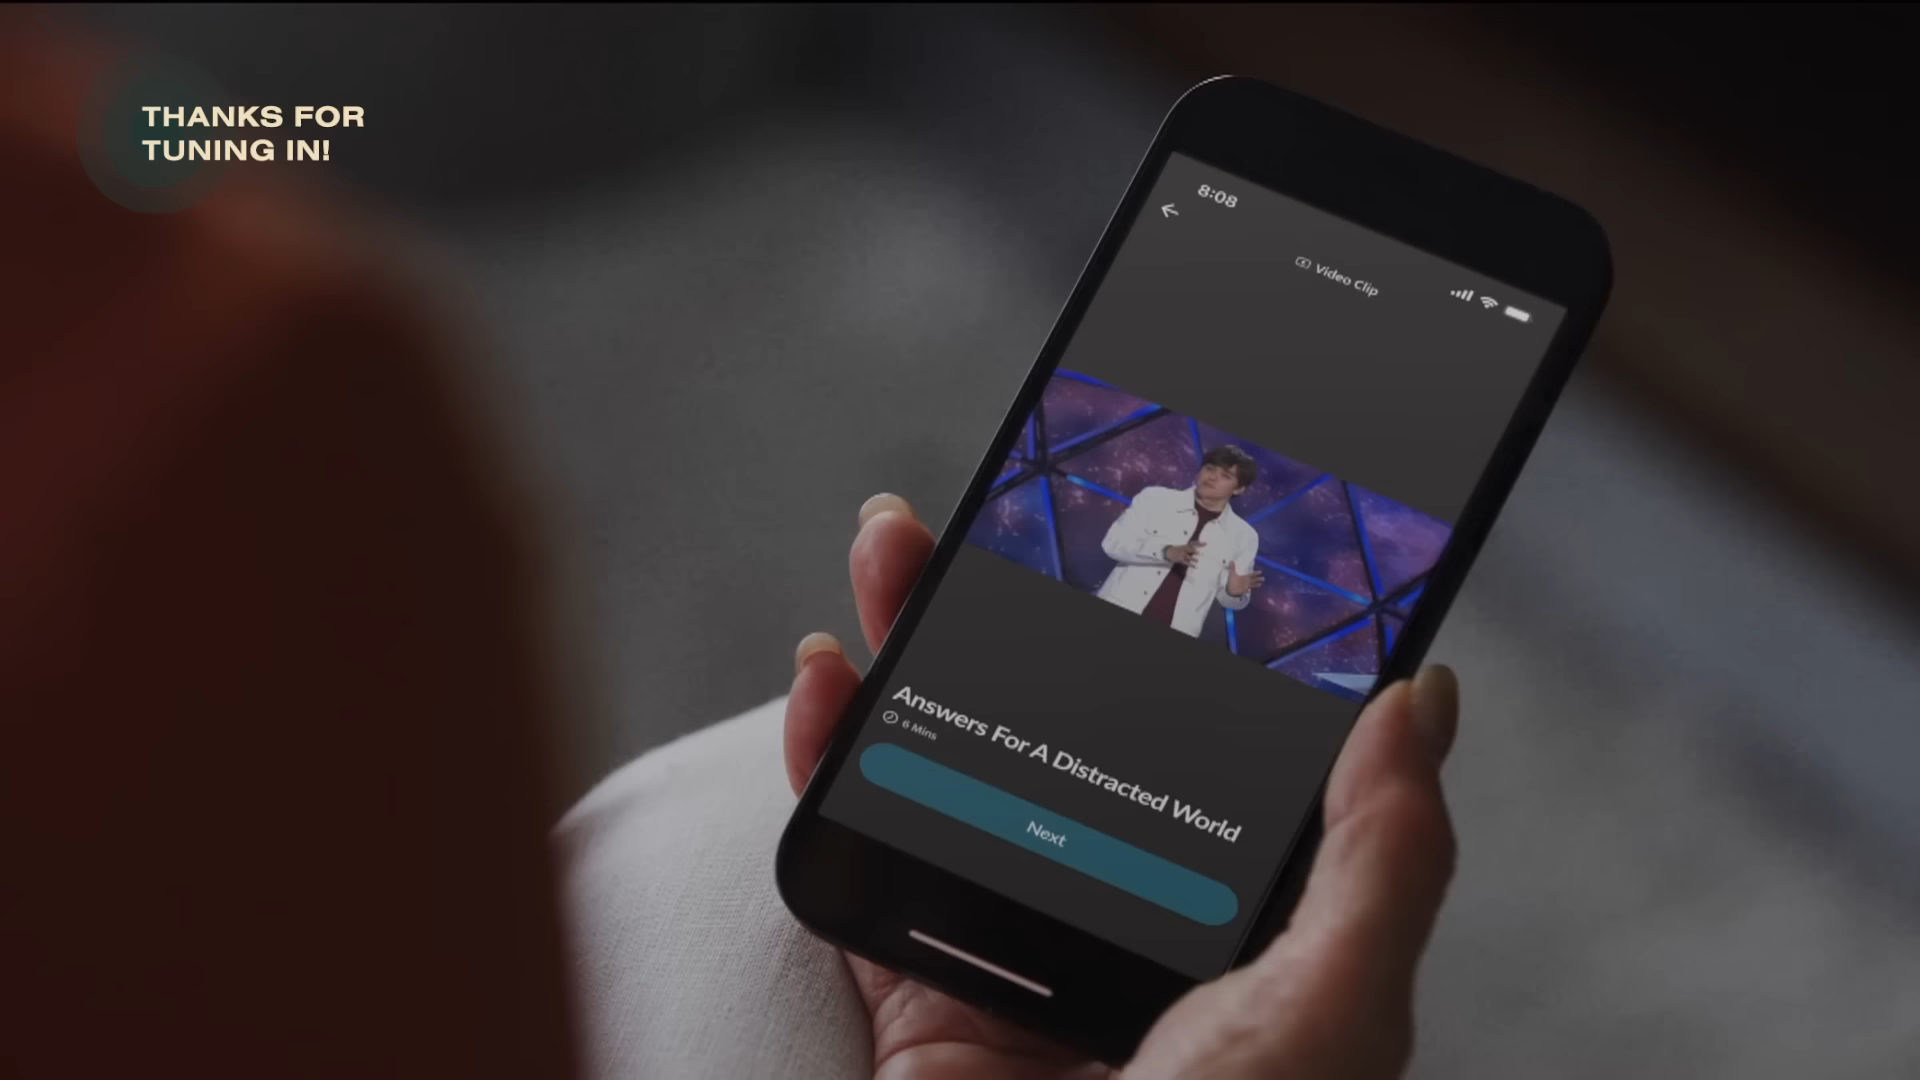 THANKS FOR
TUNING IN!
8:08
Video Clip
Answers For A Distracted World
6 Mins
Next